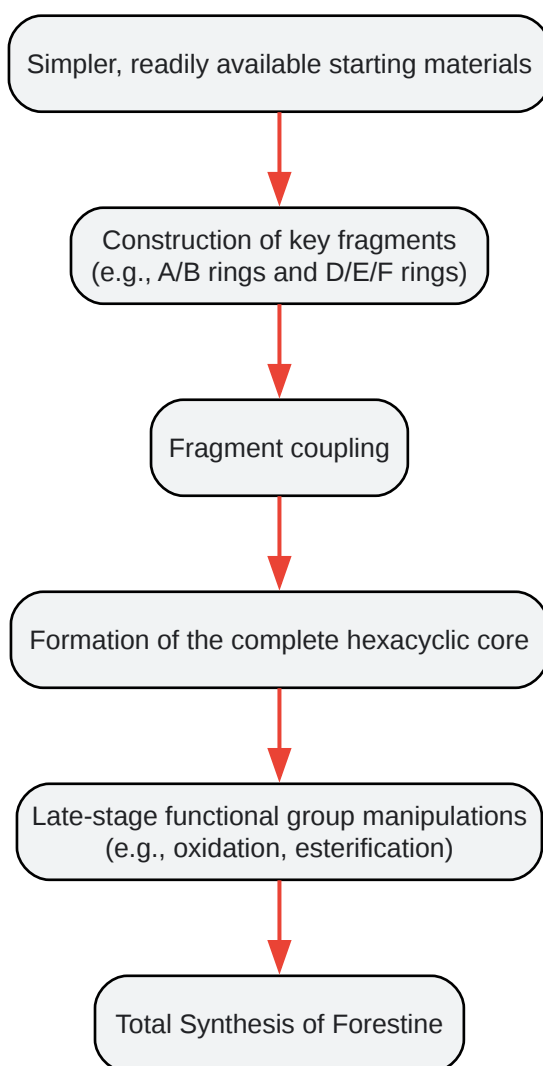 Simpler, readily available starting materials
Construction of key fragments
(e.g., A/B rings and D/E/F rings)
Fragment coupling
Formation of the complete hexacyclic core
Late-stage functional group manipulations
(e.g., oxidation, esterification)
Total Synthesis of Forestine